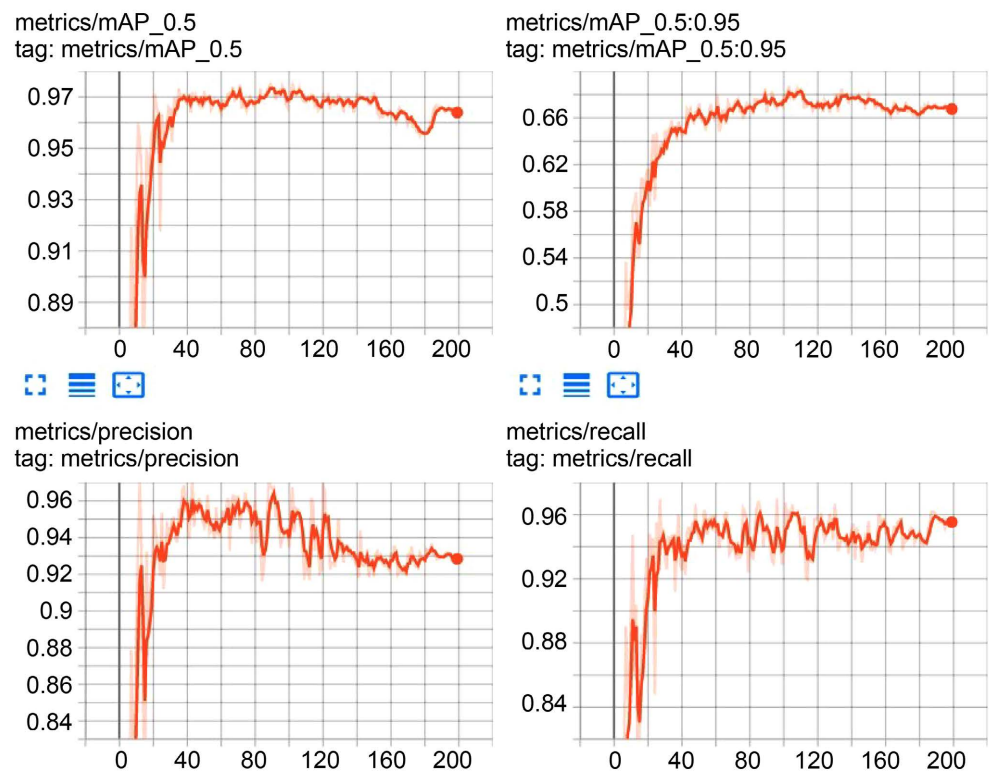 metrics/mAP_0.5
tag: metrics/mAP_0.5
0.97
0.95
0.93
0.91
0.89
0 40 80 120 160 200
metrics/mAP_0.5:0.95
tag: metrics/mAP_0.5:0.95
0.66
0.62
0.58
0.54
0.5
0 40 80 120 160 200
metrics/precision
tag: metrics/precision
0.96
0.94
0.92
0.9
0.88
0.86
0.84
0 40 80 120 160 200
metrics/recall
tag: metrics/recall
0.96
0.92
0.88
0.84
0 40 80 120 160 200